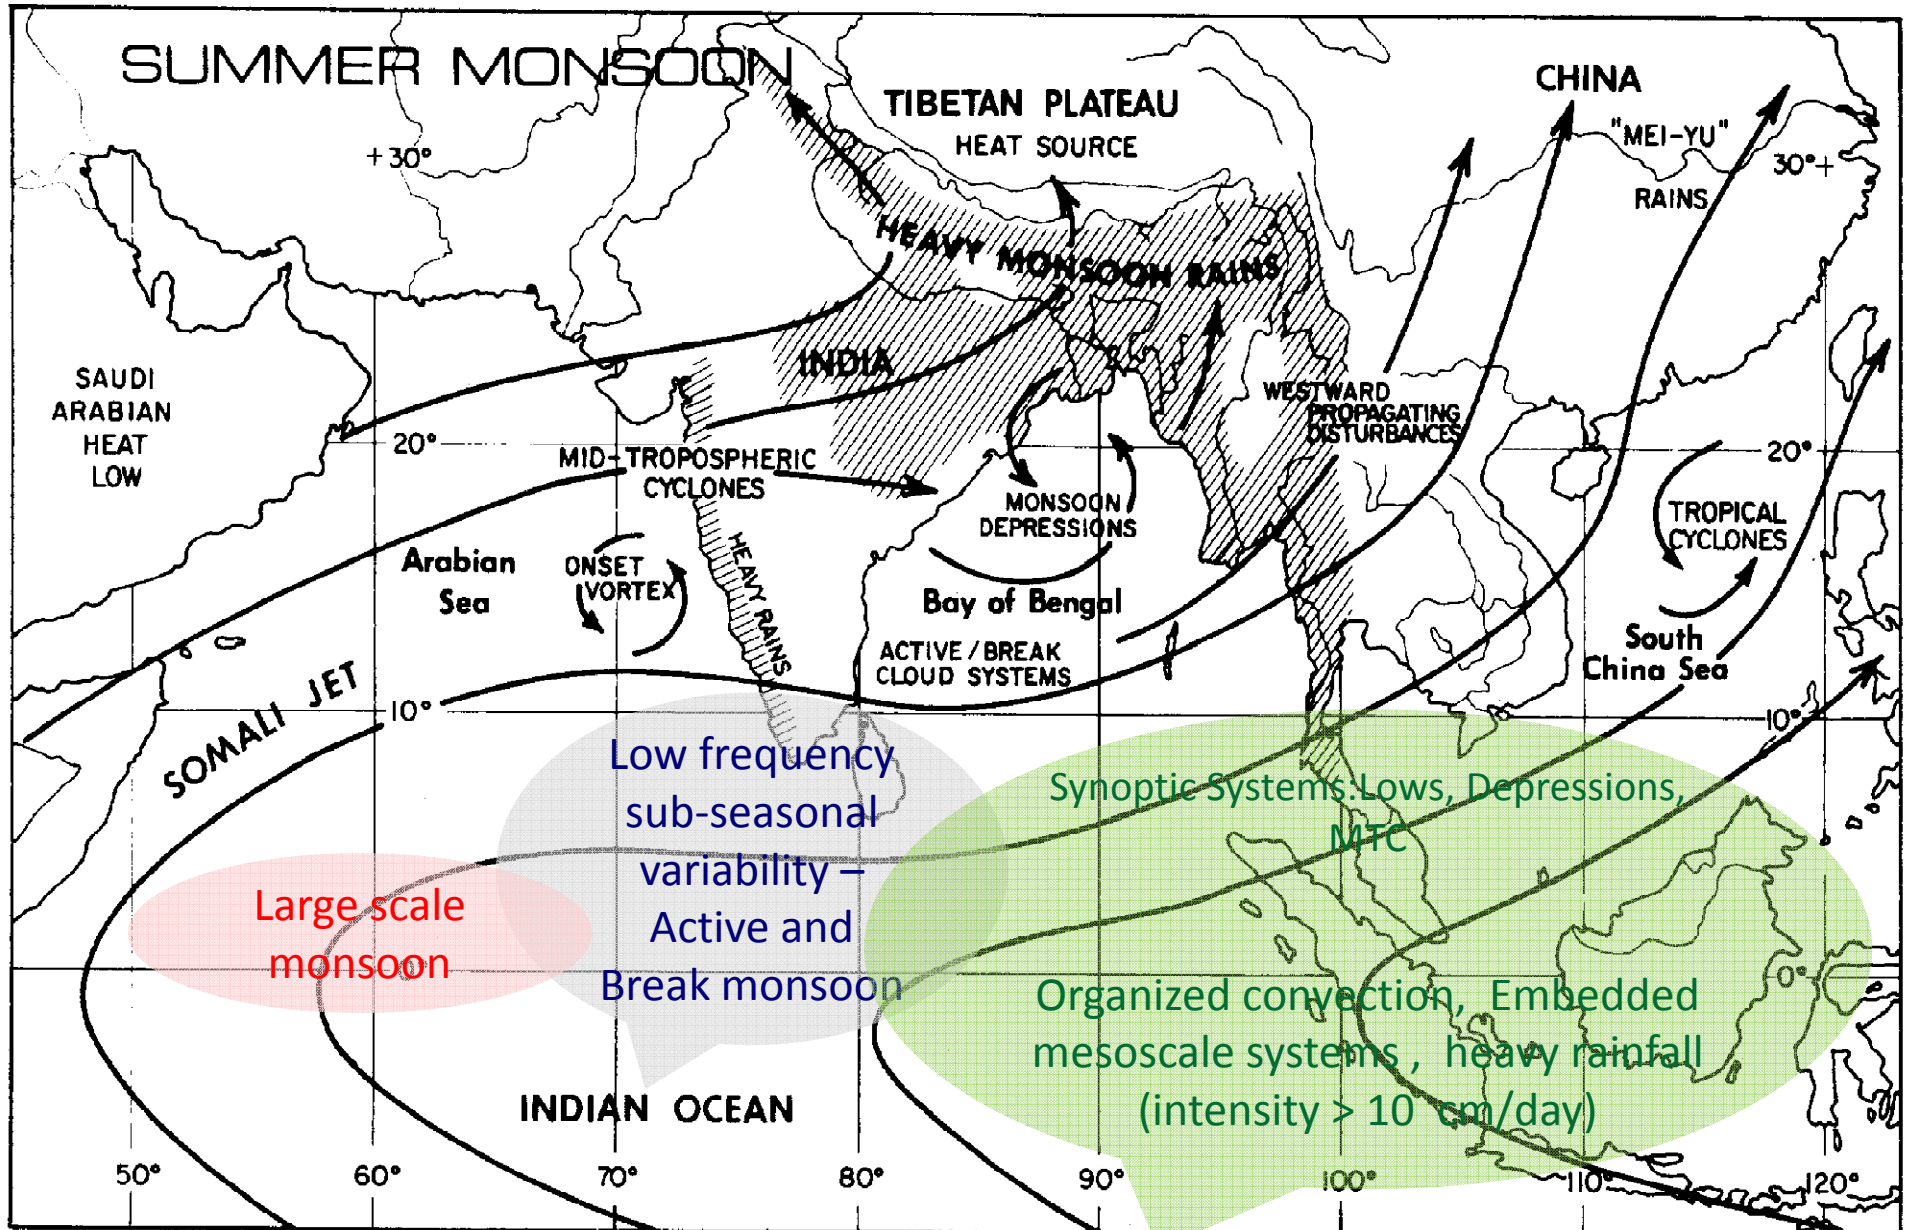 SUMMER MONSOON
CHINA
TIBETAN PLATEAU
HEAT SOURCE
"MEI-YU"
RAINS
+30°
30°+
HEAVY MONSOON RAINS
INDIA
SAUDI
ARABIAN
HEAT
LOW
WESTWARD
PROPAGATING
DISTURBANCES
20°
20°
MID-TROPOSPHERIC
CYCLONES
MONSOON
DEPRESSIONS
TROPICAL
CYCLONES
Arabian
Sea
ONSET
VORTEX
HEAVY RAINS
Bay of Bengal
ACTIVE/BREAK
CLOUD SYSTEMS
South
China Sea
SOMALI JET
10°
10°
Low frequency
sub-seasonal
variability –
Active and
Break monsoon
Synoptic Systems:Lows, Depressions,
MTC
Large scale
monsoon
0°
0°
Organized convection, Embedded
mesoscale systems , heavy rainfall
(intensity > 10 cm/day)
INDIAN OCEAN
50°
60°
70°
80°
90°
100°
110°
120°